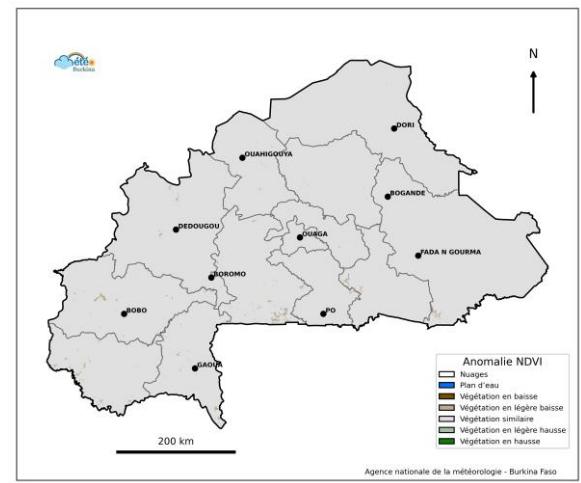 été
Burkina
N
DORI
OUAHIGOUYA
BOGANDE
DEDOUGOU
OUAGA
FADA N GOURMA
BOROMO
BOBO
PO
GAOUA
Anomalie NDVI
Nuages
Plan d'eau
Végétation en baisse
Végétation en légère baisse
Végétation similaire
Végétation en légère hausse
Végétation en hausse
200 km
Agence nationale de la météorologie - Burkina Faso